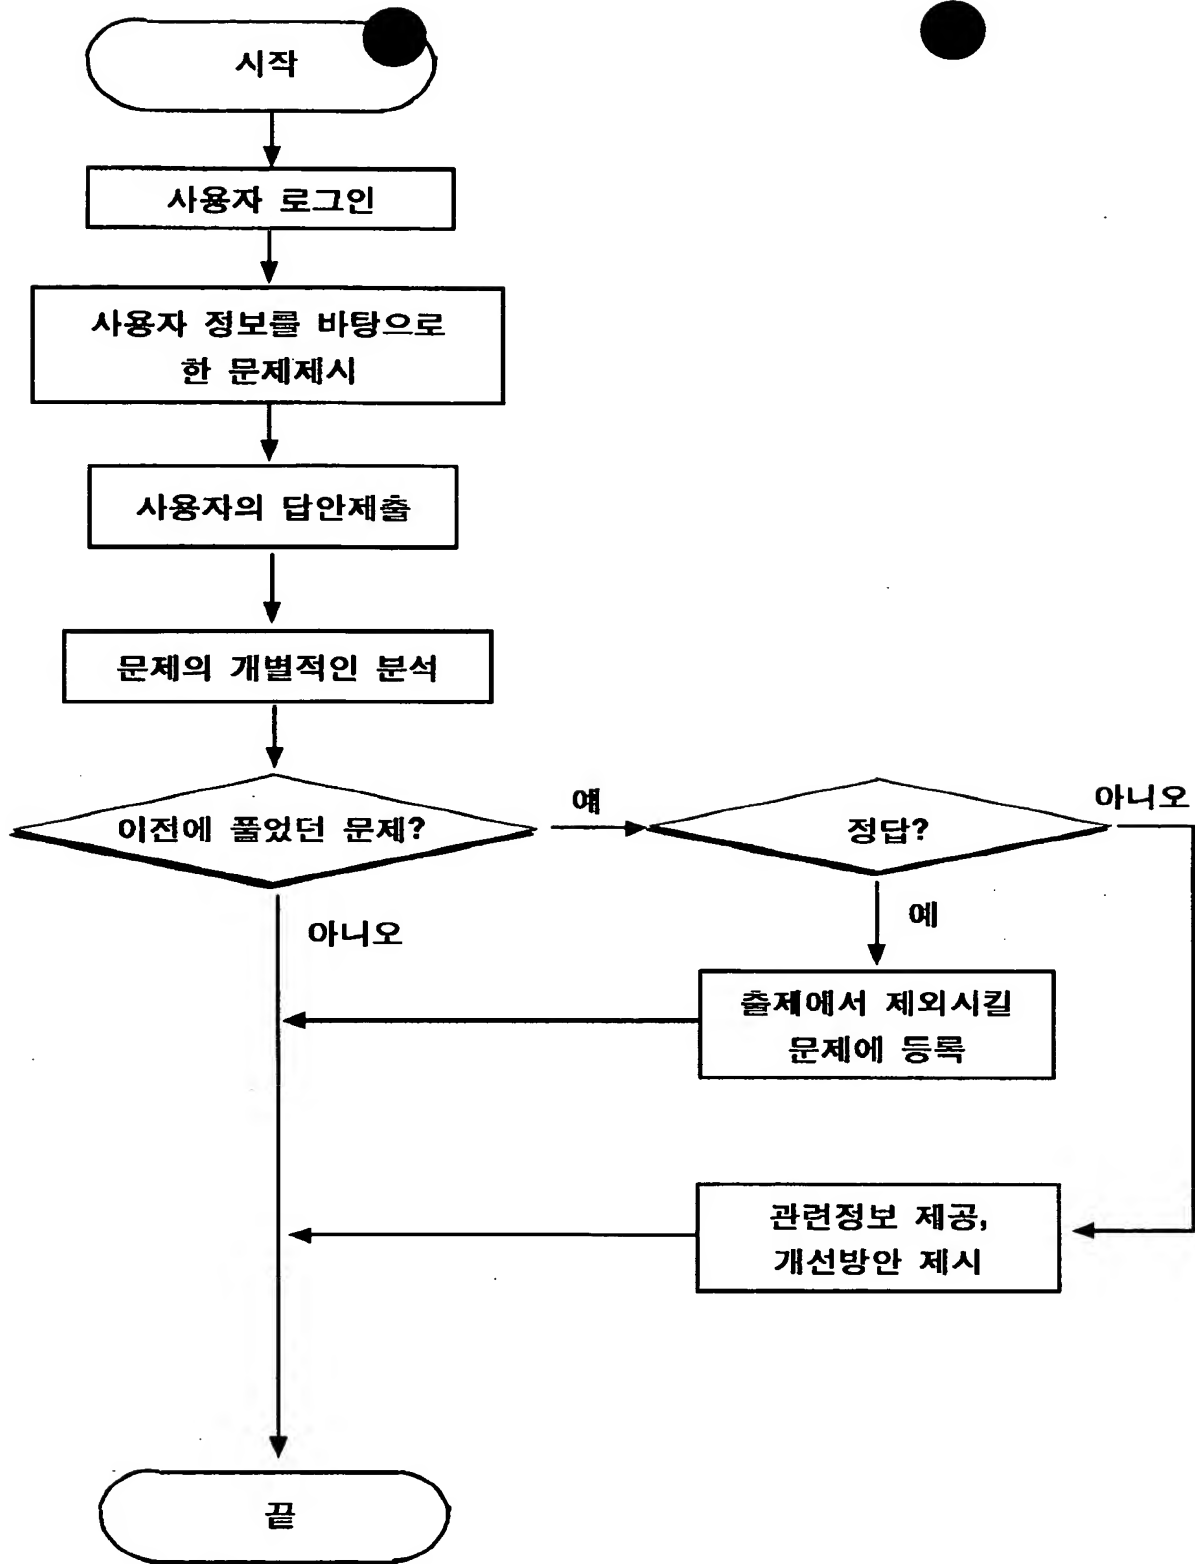 시작
사용자 로그인
사용자 정보를 바탕으로
한 문제제시
사용자의 답안제출
문제의 개별적인 분석
이전에 풀었던 문제?
예
정답?
아니오
예
아니오
출제에서 제외시킬
문제에 등록
관련정보 제공,
개선방안 제시
끝